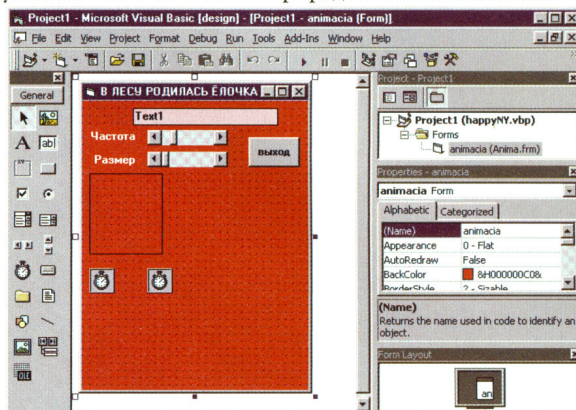 Project1 - Microsoft Visual Basic [design] - [Project1 - animacia (Form)]
File Edit View Project Format Debug Run Tools Add-Ins Window Help
General
A ab
OLE
В ЛЕСУ РОДИЛАСЬ ЁЛОЧКА
Text1
Частота
Размер
выход
Project - Project1
Project1 (happyNY.vbp)
Forms
animacia (Anima.frm)
Properties - animacia
animacia Form
Alphabetic Categorized
(Name) animacia
Appearance 0 - Flat
AutoRedraw False
BackColor &H000000C0&
BorderStyle 2 - Sizable
(Name)
Returns the name used in code to identify an
object.
Form Layout
an